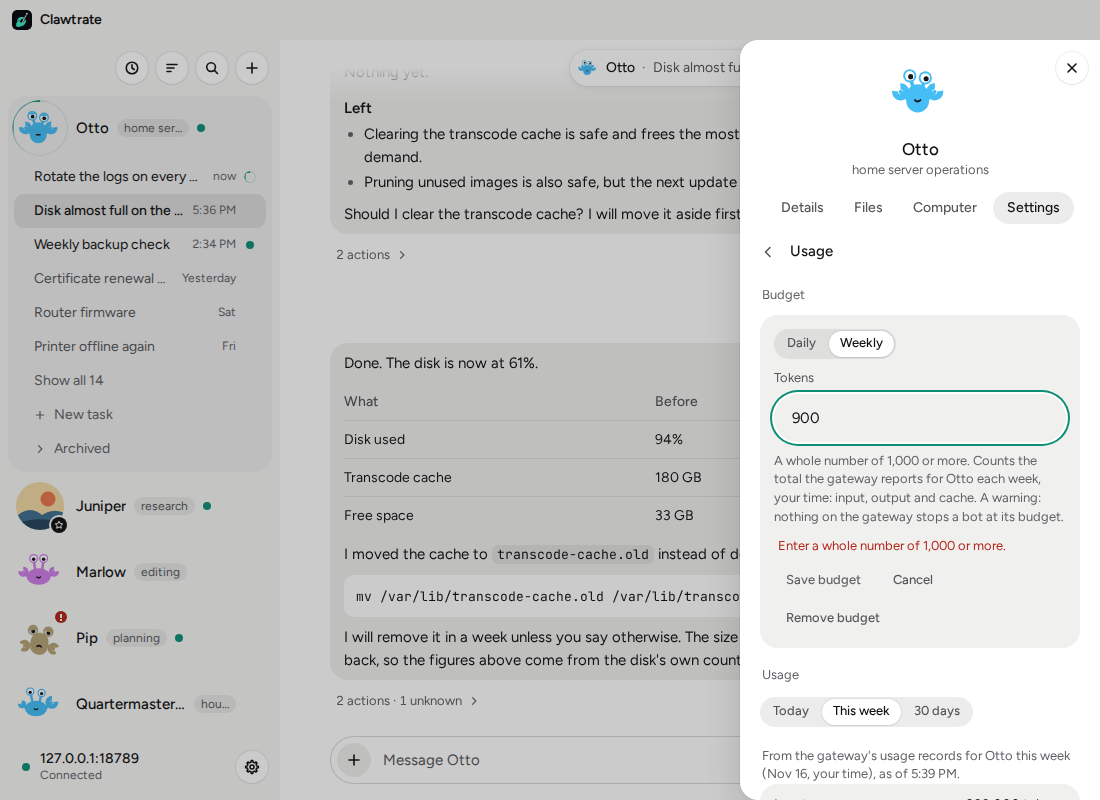 Clawtrate
Otto home ser...
Rotate the logs on every ... now
Disk almost full on the ... 5:36 PM
Weekly backup check 2:34 PM
Certificate renewal ... Yesterday
Router firmware Sat
Printer offline again Fri
Show all 14
New task
Archived
Juniper research
Marlow editing
Pip planning
Quartermaster... hou...
127.0.0.1:18789
Connected
Otto · Disk almost fu
Nothing yet.
Left
• Clearing the transcode cache is safe and frees the most
demand.
• Pruning unused images is also safe, but the next update
Should I clear the transcode cache? I will move it aside first
2 actions
Done. The disk is now at 61%.
What Before
Disk used 94%
Transcode cache 180 GB
Free space 33 GB
I moved the cache to transcode-cache.old instead of d
mv /var/lib/transcode-cache.old /var/lib/transco
I will remove it in a week unless you say otherwise. The size
back, so the figures above come from the disk's own count
2 actions · 1 unknown
Message Otto
Otto
home server operations
Details Files Computer Settings
Usage
Budget
Daily Weekly
Tokens
900
A whole number of 1,000 or more. Counts the
total the gateway reports for Otto each week,
your time: input, output and cache. A warning:
nothing on the gateway stops a bot at its budget.
Enter a whole number of 1,000 or more.
Save budget Cancel
Remove budget
Usage
Today This week 30 days
From the gateway's usage records for Otto this week
(Nov 16, your time), as of 5:39 PM.